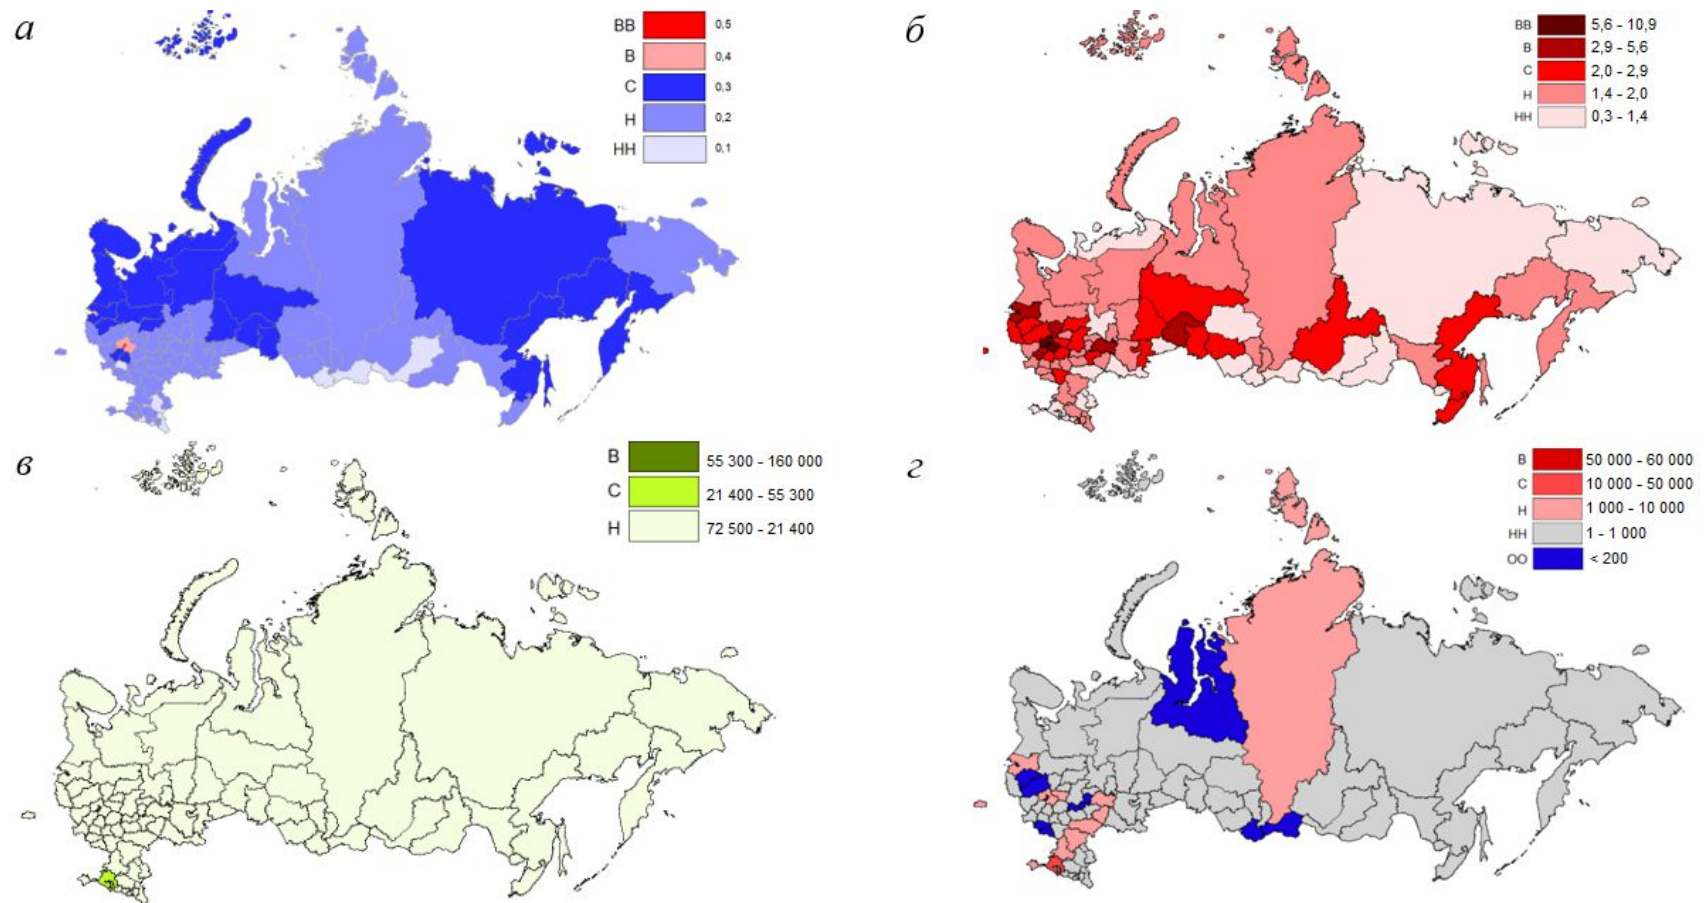 а
ВВ 0,5
В 0,4
С 0,3
Н 0,2
НН 0,1
б
ВВ 5,6 - 10,9
В 2,9 - 5,6
С 2,0 - 2,9
Н 1,4 - 2,0
НН 0,3 - 1,4
в
В 55 300 - 160 000
С 21 400 - 55 300
Н 72 500 - 21 400
г
В 50 000 - 60 000
С 10 000 - 50 000
Н 1 000 - 10 000
НН 1 - 1 000
ОО < 200